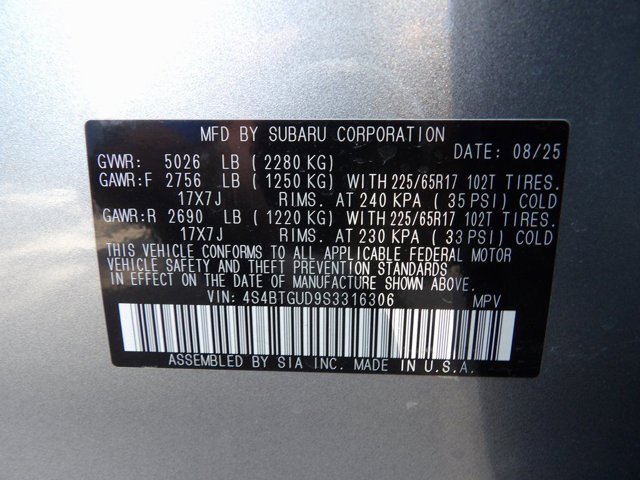 MFD BY SUBARU CORPORATION
DATE: 08/25
GVWR: 5026 LB (2280 KG)
GAWR:F 2756 LB (1250 KG) WITH 225/65R17 102T TIRES.
17X7J RIMS. AT 240 KPA (35 PSI) COLD
GAWR:R 2690 LB (1220 KG) WITH 225/65R17 102T TIRES.
17X7J RIMS. AT 230 KPA (33 PSI) COLD
THIS VEHICLE CONFORMS TO ALL APPLICABLE FEDERAL MOTOR
VEHICLE SAFETY AND THEFT PREVENTION STANDARDS
IN EFFECT ON THE DATE OF MANUFACTURE SHOWN ABOVE.
VIN: 4S4BTGUD9S3316306 MPV
ASSEMBLED BY SIA INC. MADE IN U.S.A.